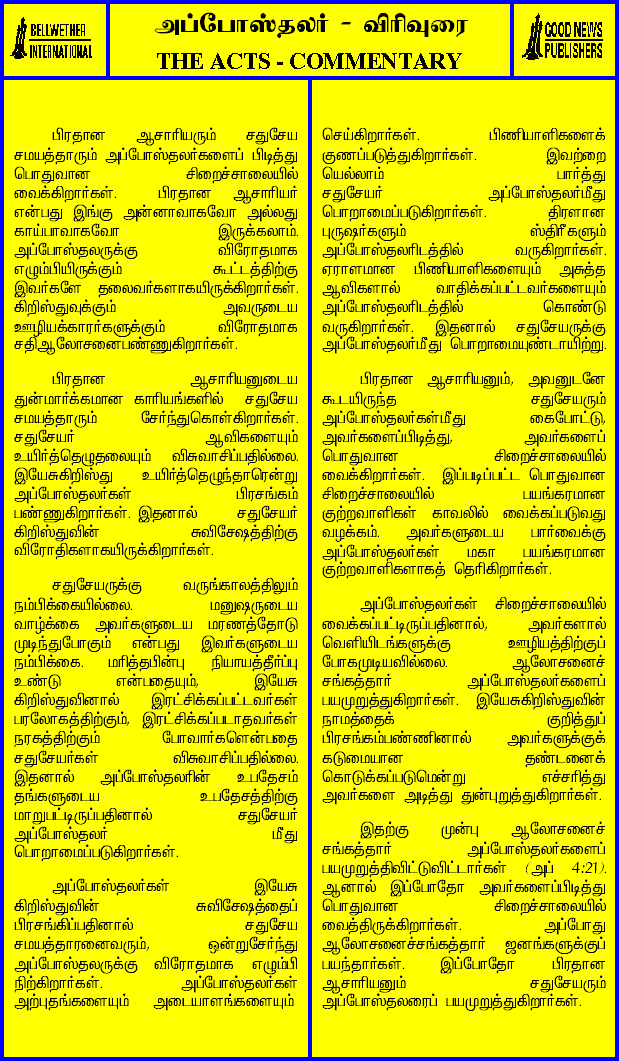 BELLWETHER
INTERNATIONAL
அப்போஸ்தலர் - விரிவுரை
THE ACTS - COMMENTARY
GOOD NEWS
PUBLISHERS
பிரதான ஆசாரியரும் சதுசேய
சமயத்தாரும் அப்போஸ்தலர்களைப் பிடித்து
பொதுவான சிறைச்சாலையில்
வைக்கிறார்கள். பிரதான ஆசாரியர்
என்பது இங்கு அன்னாவாகவோ அல்லது
காய்பாவாகவோ இருக்கலாம்.
அப்போஸ்தலருக்கு விரோதமாக
எழும்பியிருக்கும் கூட்டத்திற்கு
இவர்களே தலைவர்களாகயிருக்கிறார்கள்.
கிறிஸ்துவுக்கும் அவருடைய
ஊழியக்காரர்களுக்கும் விரோதமாக
சதிஆலோசனைபண்ணுகிறார்கள்.
பிரதான ஆசாரியனுடைய
துன்மார்க்கமான காரியங்களில் சதுசேய
சமயத்தாரும் சேர்ந்துகொள்கிறார்கள்.
சதுசேயர் ஆவிகளையும்
உயிர்த்தெழுதலையும் விசுவாசிப்பதில்லை.
இயேசுகிறிஸ்து உயிர்த்தெழுந்தாரென்று
அப்போஸ்தலர்கள் பிரசங்கம்
பண்ணுகிறார்கள். இதனால் சதுசேயர்
கிறிஸ்துவின் சுவிசேஷத்திற்கு
விரோதிகளாகயிருக்கிறார்கள்.
சதுசேயருக்கு வருங்காலத்திலும்
நம்பிக்கையில்லை. மனுஷருடைய
வாழ்க்கை அவர்களுடைய மரணத்தோடு
முடிந்துபோகும் என்பது இவர்களுடைய
நம்பிக்கை. மரித்தபின்பு நியாயத்தீர்ப்பு
உண்டு என்பதையும், இயேசு
கிறிஸ்துவினால் இரட்சிக்கப்பட்டவர்கள்
பரலோகத்திற்கும், இரட்சிக்கப்படாதவர்கள்
நரகத்திற்கும் போவார்களென்பதை
சதுசேயர்கள் விசுவாசிப்பதில்லை.
இதனால் அப்போஸ்தலரின் உபதேசம்
தங்களுடைய உபதேசத்திற்கு
மாறுபட்டிருப்பதினால் சதுசேயர்
அப்போஸ்தலர் மீது
பொறாமைப்படுகிறார்கள்.
அப்போஸ்தலர்கள் இயேசு
கிறிஸ்துவின் சுவிசேஷத்தைப்
பிரசங்கிப்பதினால் சதுசேய
சமயத்தாரனைவரும், ஒன்றுசேர்ந்து
அப்போஸ்தலருக்கு விரோதமாக எழும்பி
நிற்கிறார்கள். அப்போஸ்தலர்கள்
அற்புதங்களையும் அடையாளங்களையும்
செய்கிறார்கள். பிணியாளிகளைக்
குணப்படுத்துகிறார்கள். இவற்றை
யெல்லாம் பார்த்து
சதுசேயர் அப்போஸ்தலர்மீது
பொறாமைப்படுகிறார்கள். திரளான
புருஷர்களும் ஸ்திரீகளும்
அப்போஸ்தலரிடத்தில் வருகிறார்கள்.
ஏராளமான பிணியாளிகளையும் அசுத்த
ஆவிகளால் வாதிக்கப்பட்டவர்களையும்
அப்போஸ்தலரிடத்தில் கொண்டு
வருகிறார்கள். இதனால் சதுசேயருக்கு
அப்போஸ்தலர்மீது பொறாமையுண்டாயிற்று.
பிரதான ஆசாரியனும், அவனுடனே
கூடயிருந்த சதுசேயரும்
அப்போஸ்தலர்கள்மீது கைபோட்டு,
அவர்களைப்பிடித்து, அவர்களைப்
பொதுவான சிறைச்சாலையில்
வைக்கிறார்கள். இப்படிப்பட்ட பொதுவான
சிறைச்சாலையில் பயங்கரமான
குற்றவாளிகள் காவலில் வைக்கப்படுவது
வழக்கம். அவர்களுடைய பார்வைக்கு
அப்போஸ்தலர்கள் மகா பயங்கரமான
குற்றவாளிகளாகத் தெரிகிறார்கள்.
அப்போஸ்தலர்கள் சிறைச்சாலையில்
வைக்கப்பட்டிருப்பதினால், அவர்களால்
வெளியிடங்களுக்கு ஊழியத்திற்குப்
போகமுடியவில்லை. ஆலோசனைச்
சங்கத்தார் அப்போஸ்தலர்களைப்
பயமுறுத்துகிறார்கள். இயேசுகிறிஸ்துவின்
நாமத்தைக் குறித்துப்
பிரசங்கம்பண்ணினால் அவர்களுக்குக்
கடுமையான தண்டனைக்
கொடுக்கப்படுமென்று எச்சரித்து
அவர்களை அடித்து துன்புறுத்துகிறார்கள்.
இதற்கு முன்பு ஆலோசனைச்
சங்கத்தார் அப்போஸ்தலர்களைப்
பயமுறுத்திவிட்டுவிட்டார்கள் (அப் 4:21).
ஆனால் இப்போதோ அவர்களைப்பிடித்து
பொதுவான சிறைச்சாலையில்
வைத்திருக்கிறார்கள். அப்போது
ஆலோசனைச்சங்கத்தார் ஜனங்களுக்குப்
பயந்தார்கள். இப்போதோ பிரதான
ஆசாரியனும் சதுசேயரும்
அப்போஸ்தலரைப் பயமுறுத்துகிறார்கள்.